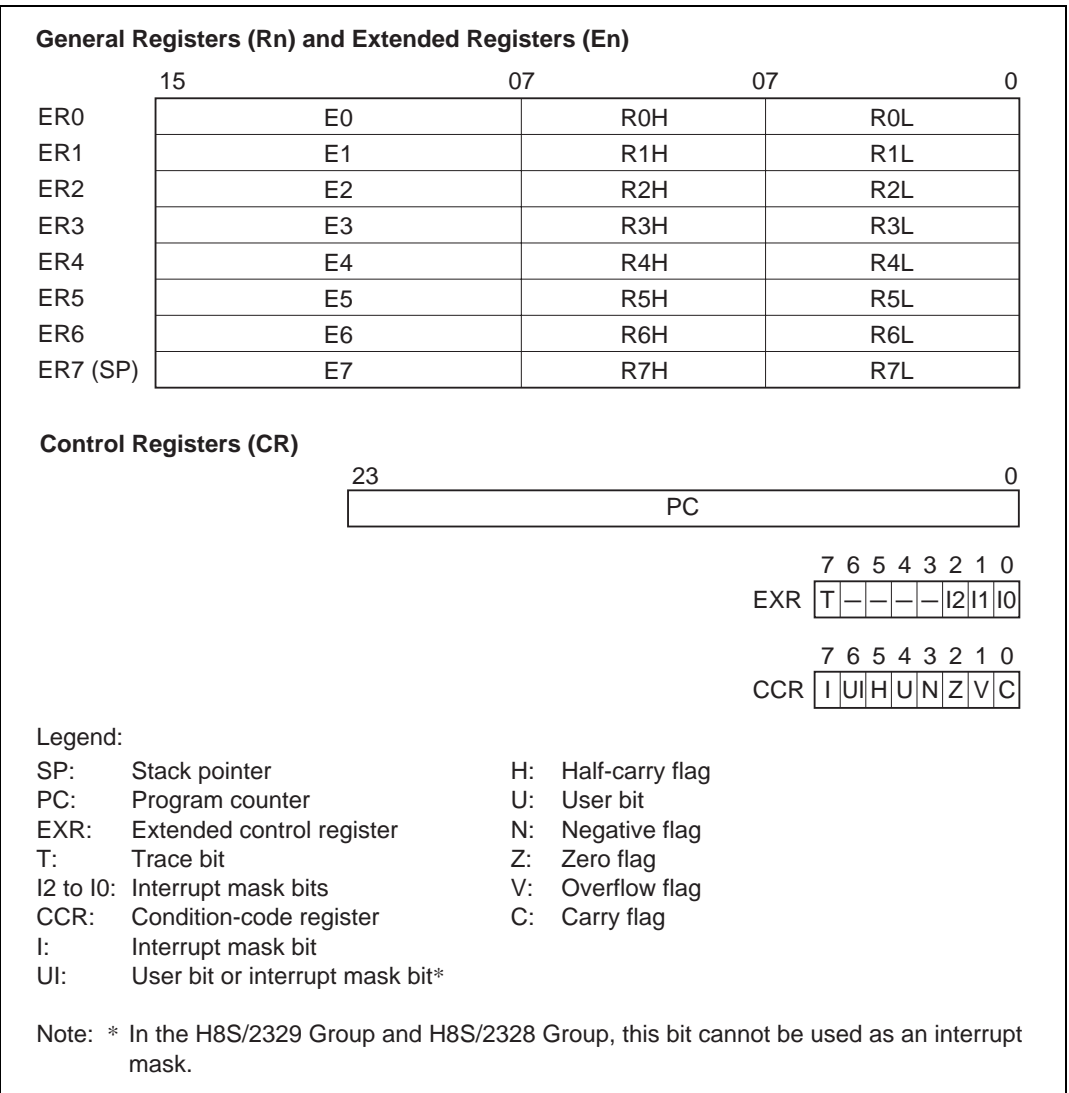 General Registers (Rn) and Extended Registers (En)
15 07 07 0
ER0 E0 R0H R0L
ER1 E1 R1H R1L
ER2 E2 R2H R2L
ER3 E3 R3H R3L
ER4 E4 R4H R4L
ER5 E5 R5H R5L
ER6 E6 R6H R6L
ER7 (SP) E7 R7H R7L
Control Registers (CR)
23 0
PC
7 6 5 4 3 2 1 0
EXR T — — — — I2 I1 I0
7 6 5 4 3 2 1 0
CCR I UI H U N Z V C
Legend:
SP: Stack pointer H: Half-carry flag
PC: Program counter U: User bit
EXR: Extended control register N: Negative flag
T: Trace bit Z: Zero flag
I2 to I0: Interrupt mask bits V: Overflow flag
CCR: Condition-code register C: Carry flag
I: Interrupt mask bit
UI: User bit or interrupt mask bit*
Note: * In the H8S/2329 Group and H8S/2328 Group, this bit cannot be used as an interrupt
mask.